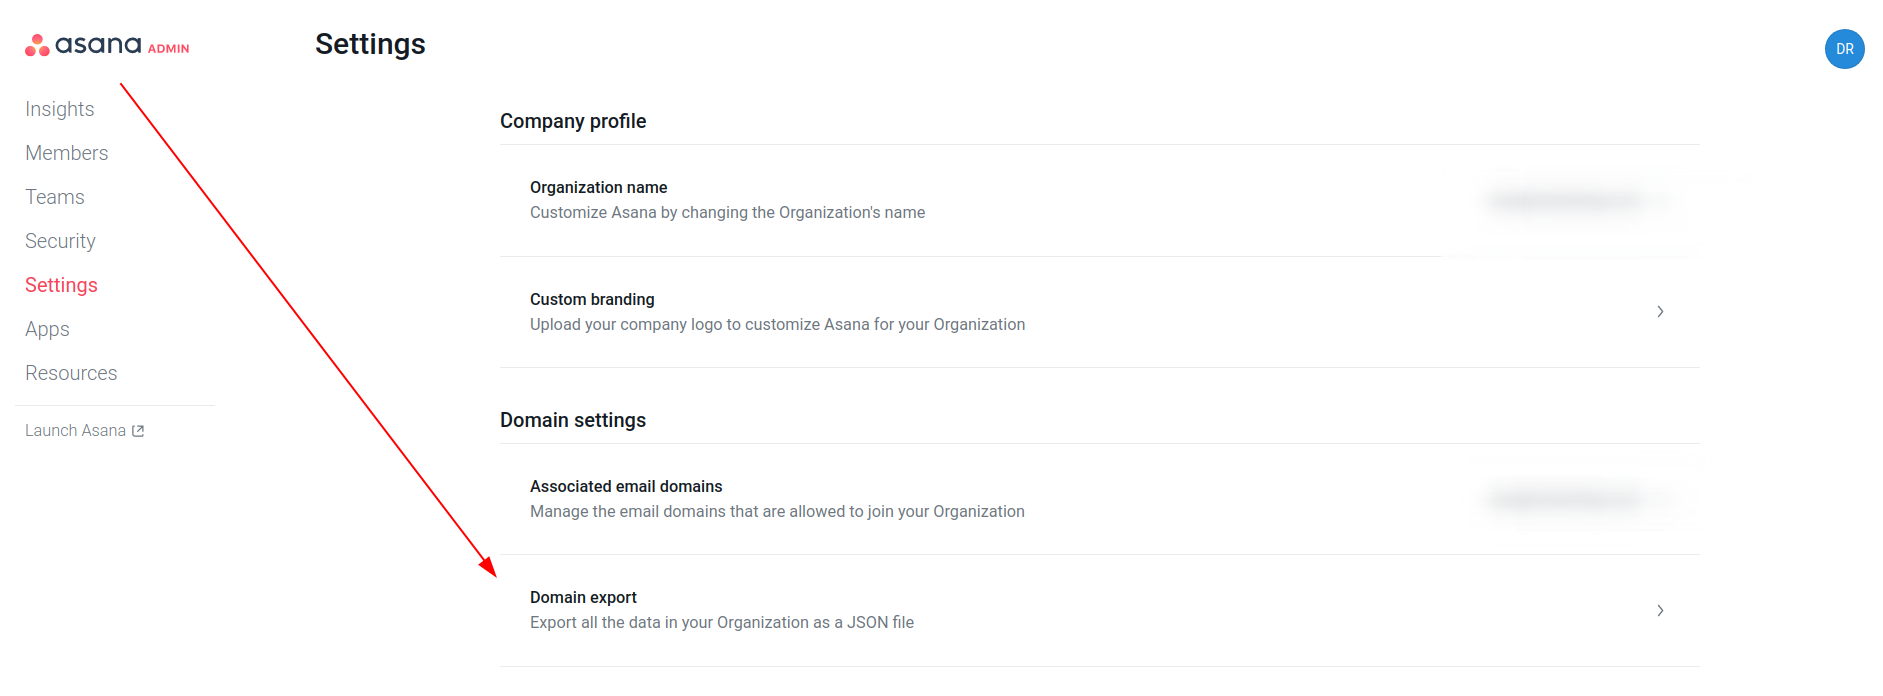 asana ADMIN
Settings
DR
Insights
Members
Teams
Security
Settings
Apps
Resources
Launch Asana
Company profile
Organization name
Customize Asana by changing the Organization's name
Custom branding
Upload your company logo to customize Asana for your Organization
Domain settings
Associated email domains
Manage the email domains that are allowed to join your Organization
Domain export
Export all the data in your Organization as a JSON file